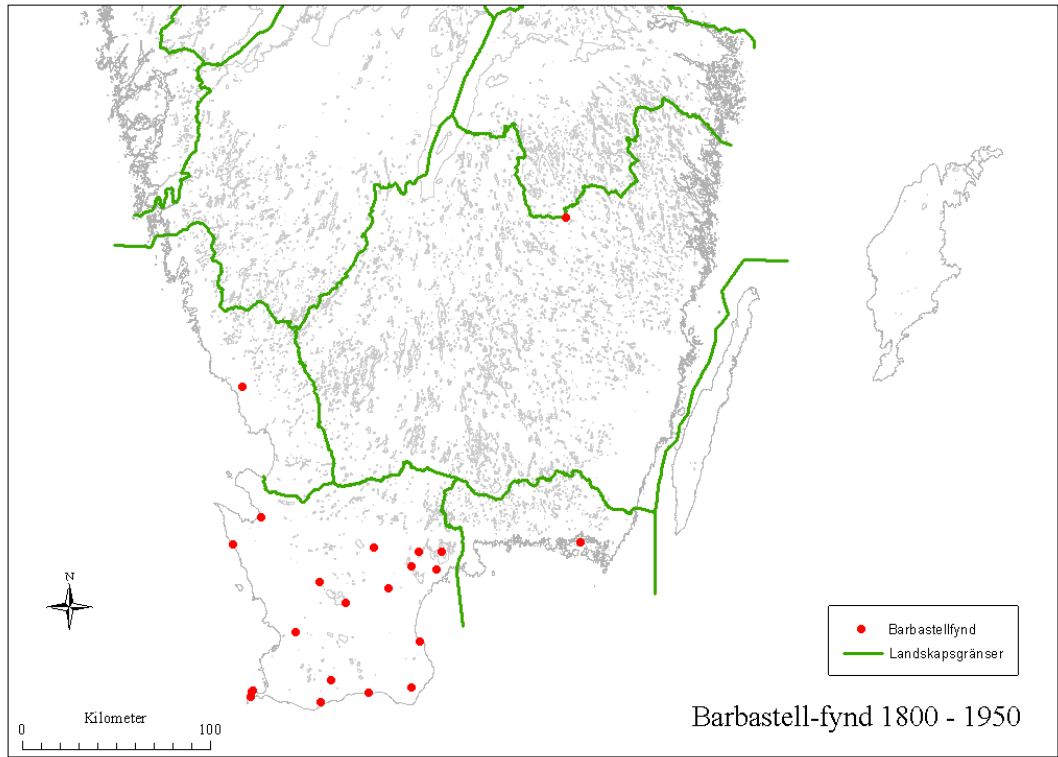 N
Kilometer
0 100
Barbastellfynd
Landskapsgränser
Barbastell-fynd 1800 - 1950